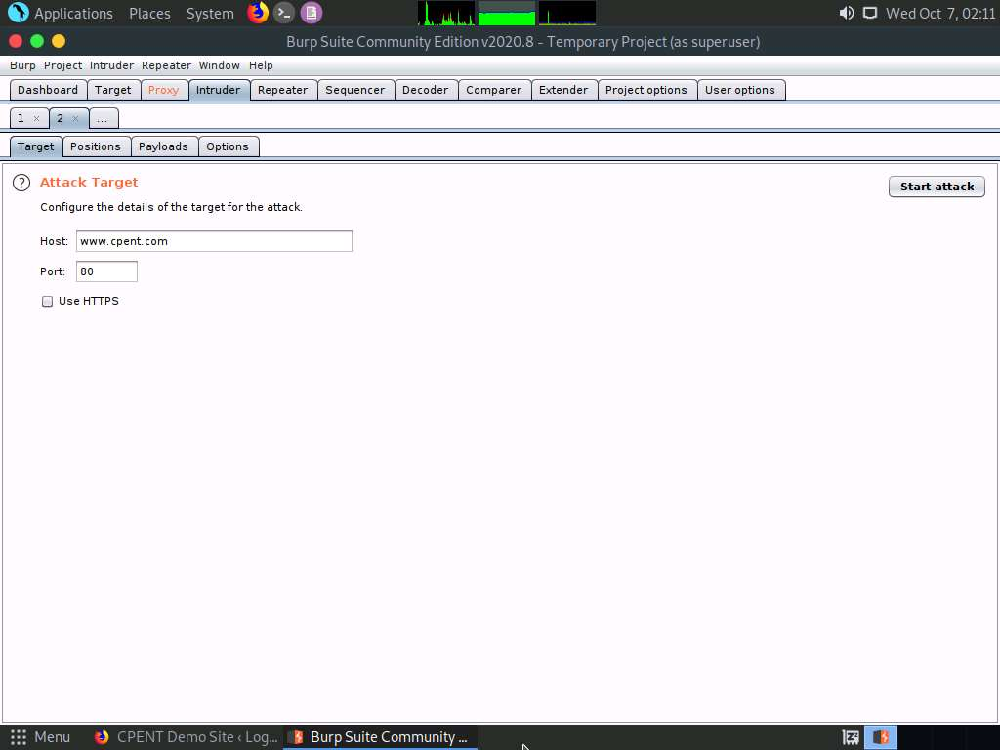 Applications Places System Wed Oct 7, 02:11
Burp Suite Community Edition v2020.8 - Temporary Project (as superuser)
Burp Project Intruder Repeater Window Help
Dashboard Target Proxy Intruder Repeater Sequencer Decoder Comparer Extender Project options User options
1 × 2 × ...
Target Positions Payloads Options
? Attack Target Start attack
Configure the details of the target for the attack.
Host: www.cpent.com
Port: 80
Use HTTPS
Menu CPENT Demo Site ‹ Log... Burp Suite Community ...